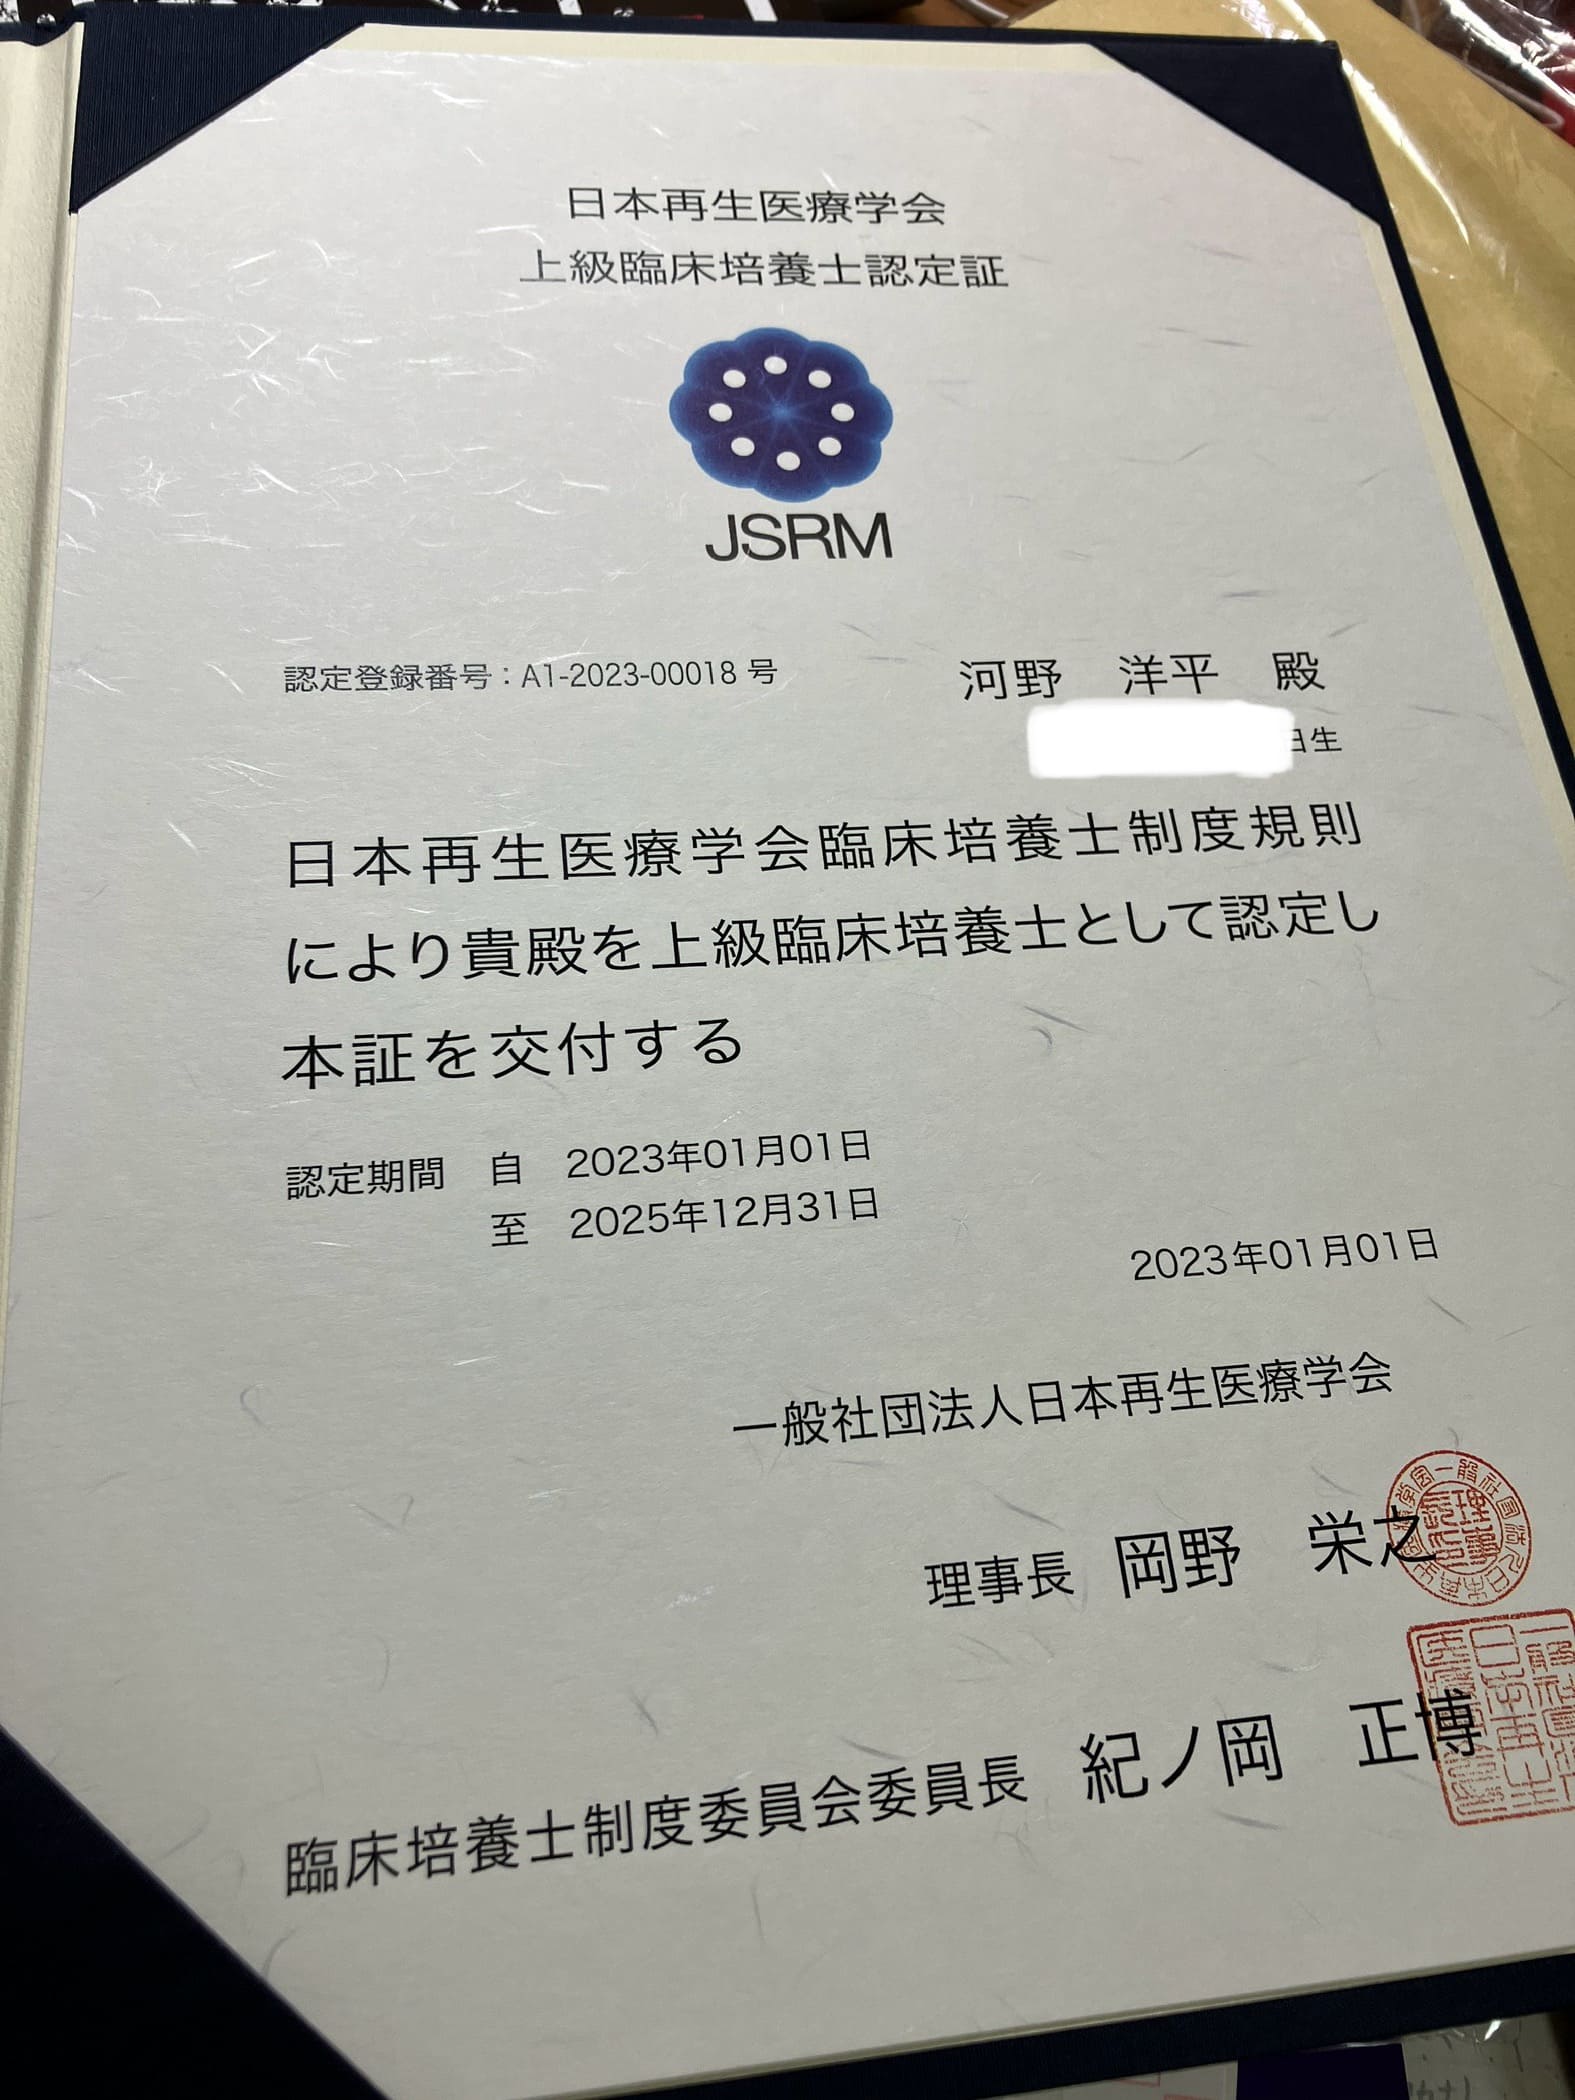 日本再生医療学会
上級臨床培養士認定証
JSRM
認定登録番号：A1-2023-00018 号
河野　洋平　殿
日生
日本再生医療学会臨床培養士制度規則
により貴殿を上級臨床培養士として認定し
本証を交付する
認定期間　自　2023年01月01日
至　2025年12月31日
2023年01月01日
一般社団法人日本再生医療学会
理事長　岡野　栄之
臨床培養士制度委員会委員長　紀ノ岡　正博